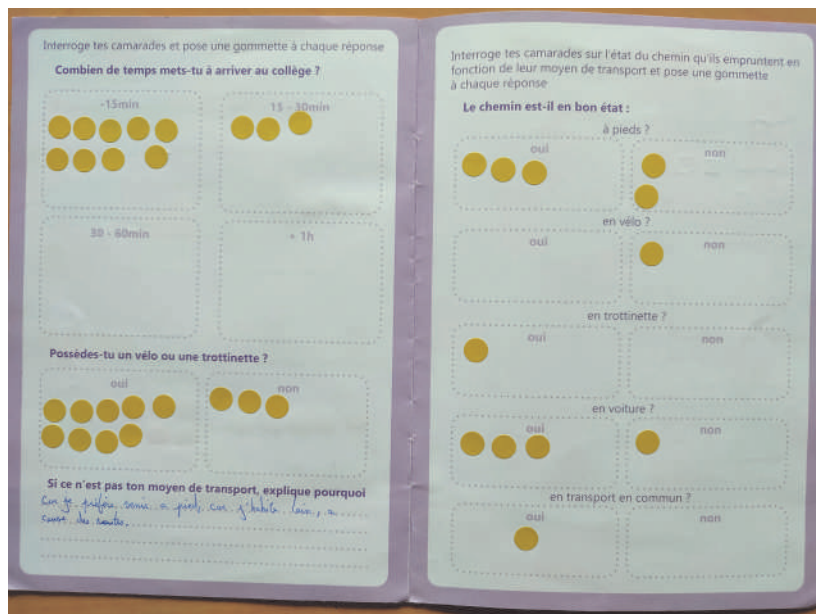 Interroge tes camarades et pose une gommette à chaque réponse
Combien de temps mets-tu à arriver au collège ?
-15min
15 - 30min
30 - 60min
+ 1h
Possèdes-tu un vélo ou une trottinette ?
oui
non
Si ce n'est pas ton moyen de transport, explique pourquoi
car je préfère venir a pied, car j'habite loin, a
cause des
Interroge tes camarades sur l'état du chemin qu'ils empruntent en
fonction de leur moyen de transport et pose une gommette
à chaque réponse
Le chemin est-il en bon état :
à pieds ?
oui
non
en vélo ?
oui
non
en trottinette ?
oui
non
en voiture ?
oui
non
en transport en commun ?
oui
non